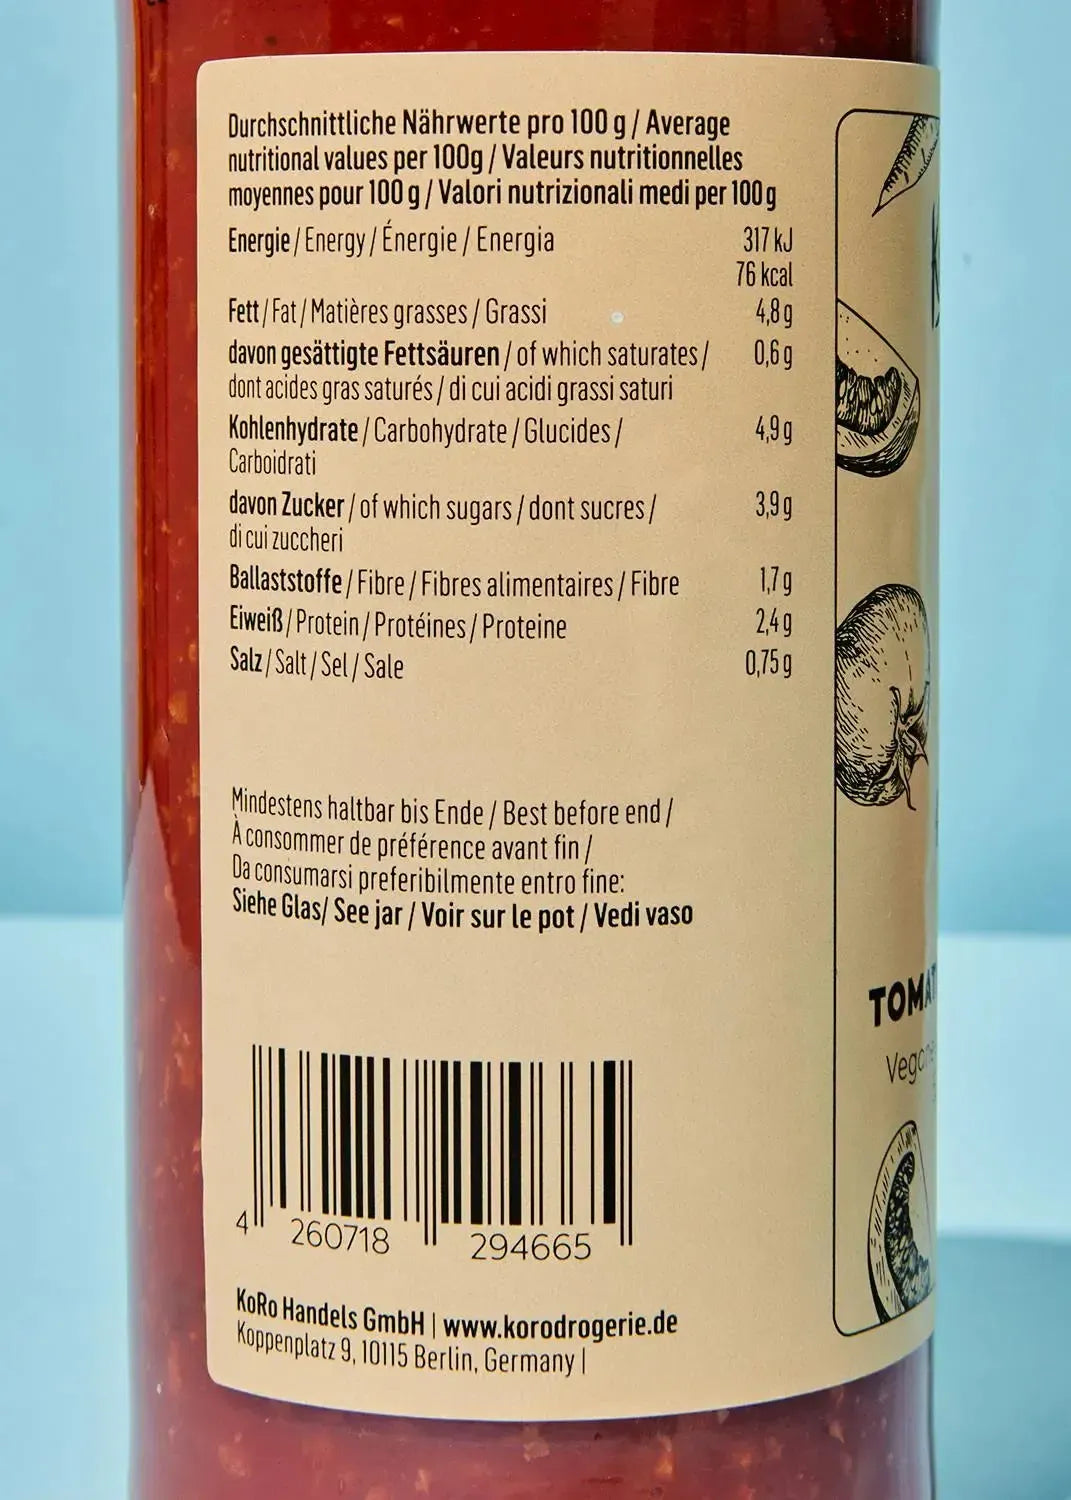 Durchschnittliche Nährwerte pro 100 g / Average
nutritional values per 100g / Valeurs nutritionnelles
moyennes pour 100 g / Valori nutrizionali medi per 100 g
Energie / Energy / Énergie / Energia 317 kJ
76 kcal
Fett / Fat / Matières grasses / Grassi 4,8 g
davon gesättigte Fettsäuren / of which saturates / 0,6 g
dont acides gras saturés / di cui acidi grassi saturi
Kohlenhydrate / Carbohydrate / Glucides / 4,9 g
Carboidrati
davon Zucker / of which sugars / dont sucres / 3,9 g
di cui zuccheri
Ballaststoffe / Fibre / Fibres alimentaires / Fibre 1,7 g
Eiweiß / Protein / Protéines / Proteine 2,4 g
Salz / Salt / Sel / Sale 0,75 g
Mindestens haltbar bis Ende / Best before end /
À consommer de préférence avant fin /
Da consumarsi preferibilmente entro fine:
Siehe Glas/ See jar / Voir sur le pot / Vedi vaso
4 260718 294665
KoRo Handels GmbH | www.korodrogerie.de
Koppenplatz 9, 10115 Berlin, Germany |